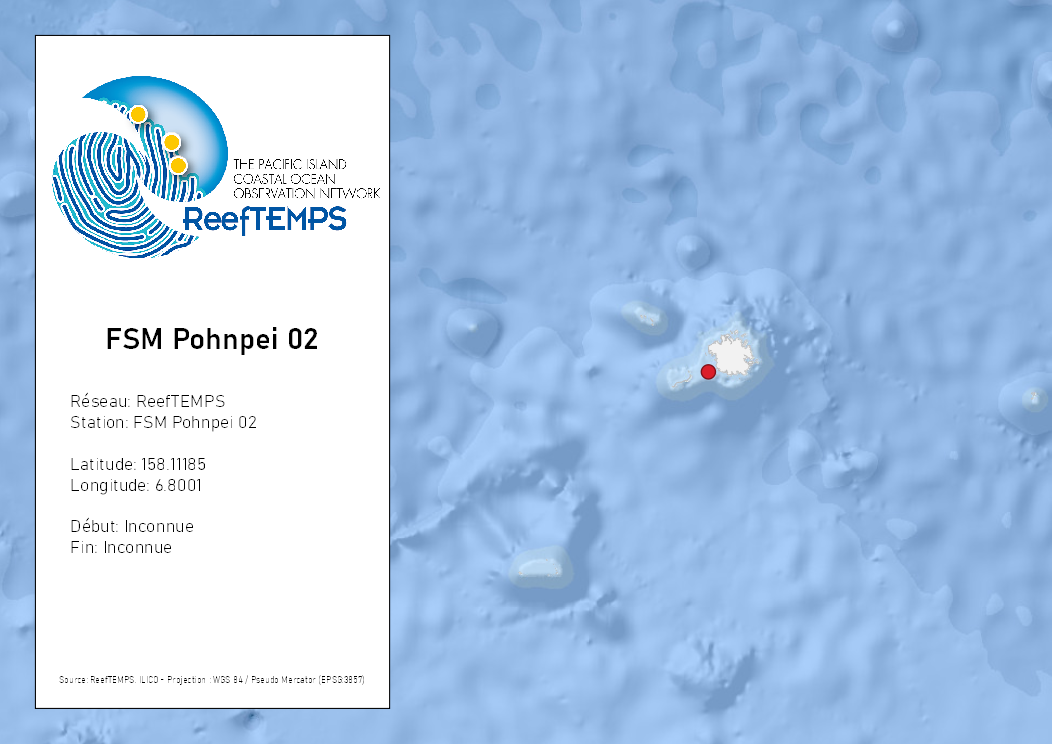 THE PACIFIC ISLAND
COASTAL OCEAN
OBSERVATION NETWORK
ReefTEMPS
FSM Pohnpei 02
Réseau: ReefTEMPS
Station: FSM Pohnpei 02
Latitude: 158.11185
Longitude: 6.8001
Début: Inconnue
Fin: Inconnue
Source: ReefTEMPS, ILICO - Projection : WGS 84 / Pseudo Mercator (EPSG:3857)